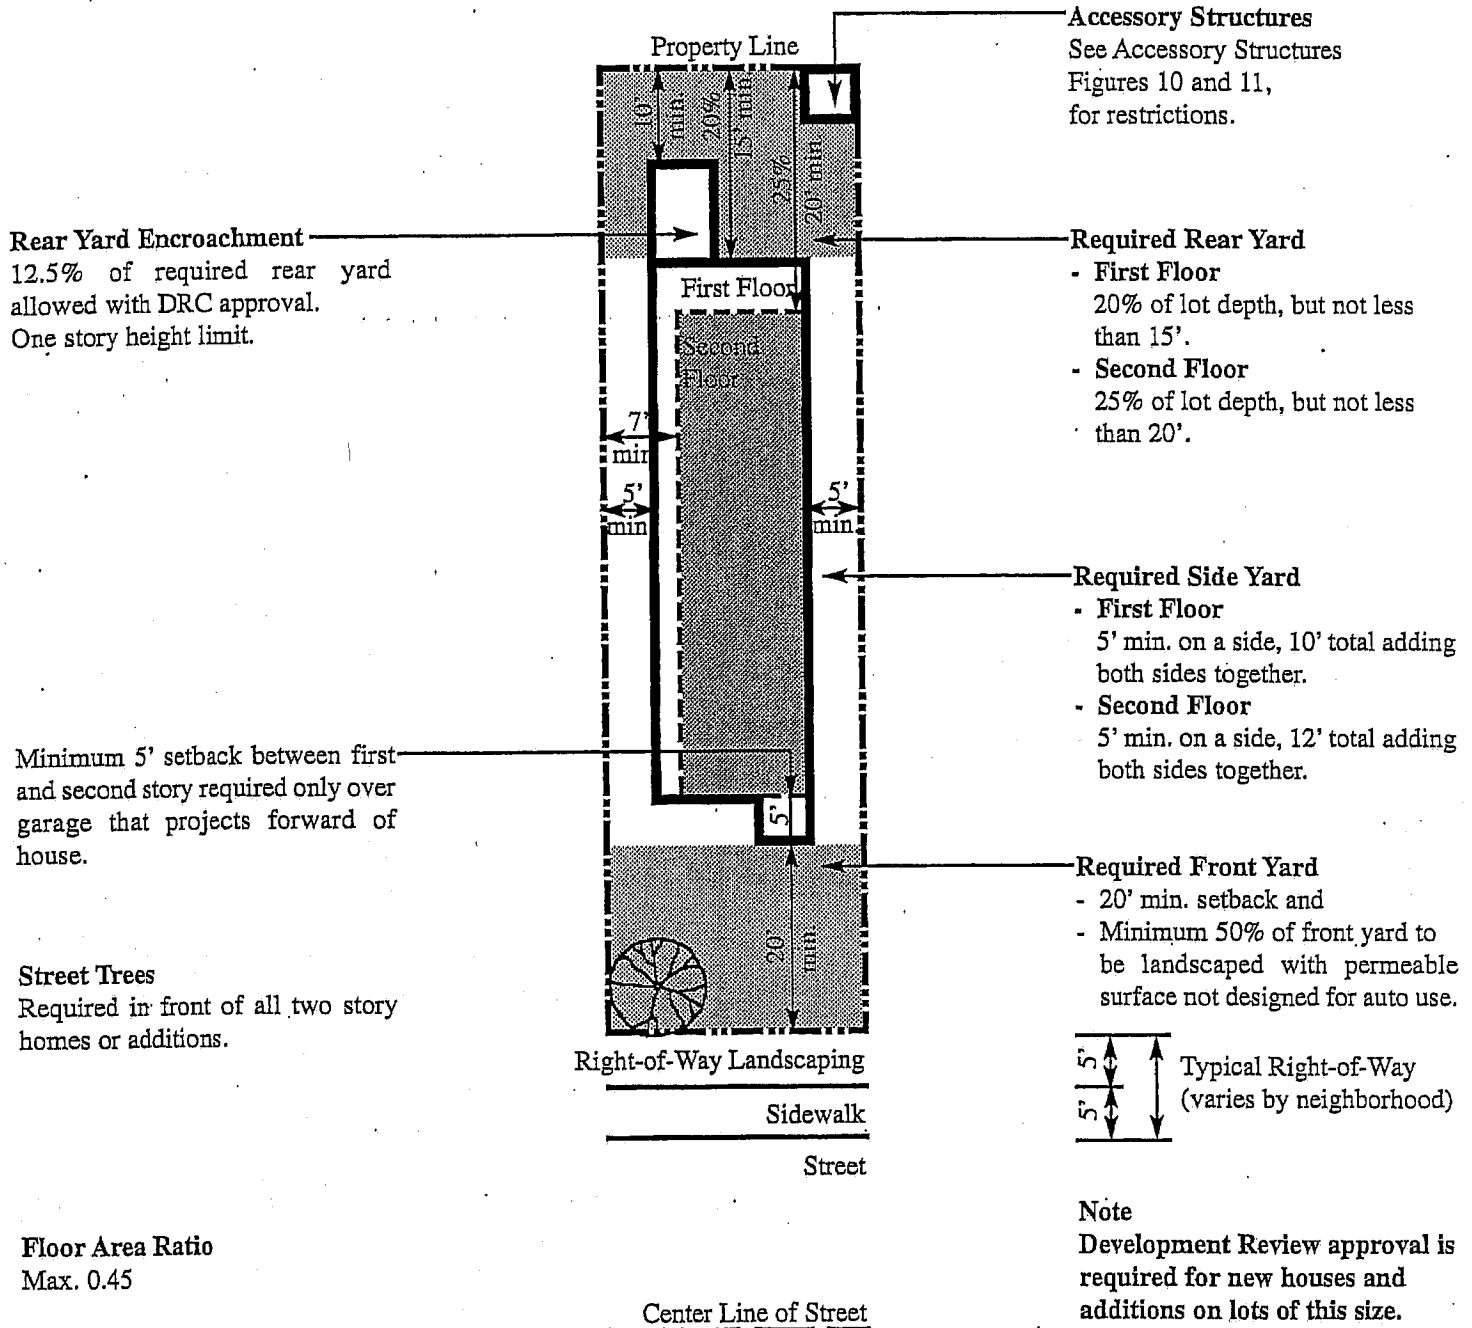 Accessory Structures
See Accessory Structures
Figures 10 and 11,
for restrictions.
Property Line
10'
min.
20%
15' min.
25%
20' min.
Rear Yard Encroachment
12.5% of required rear yard
allowed with DRC approval.
One story height limit.
Required Rear Yard
- First Floor
20% of lot depth, but not less
than 15'.
- Second Floor
25% of lot depth, but not less
than 20'.
First Floor
Second
Floor
7'
min
5'
min
5'
min.
Required Side Yard
- First Floor
5' min. on a side, 10' total adding
both sides together.
- Second Floor
5' min. on a side, 12' total adding
both sides together.
Minimum 5' setback between first
and second story required only over
garage that projects forward of
house.
5'
Required Front Yard
- 20' min. setback and
- Minimum 50% of front yard to
be landscaped with permeable
surface not designed for auto use.
20'
min.
Street Trees
Required in front of all two story
homes or additions.
Right-of-Way Landscaping
Sidewalk
Street
5'
5'
Typical Right-of-Way
(varies by neighborhood)
Floor Area Ratio
Max. 0.45
Note
Development Review approval is
required for new houses and
additions on lots of this size.
Center Line of Street